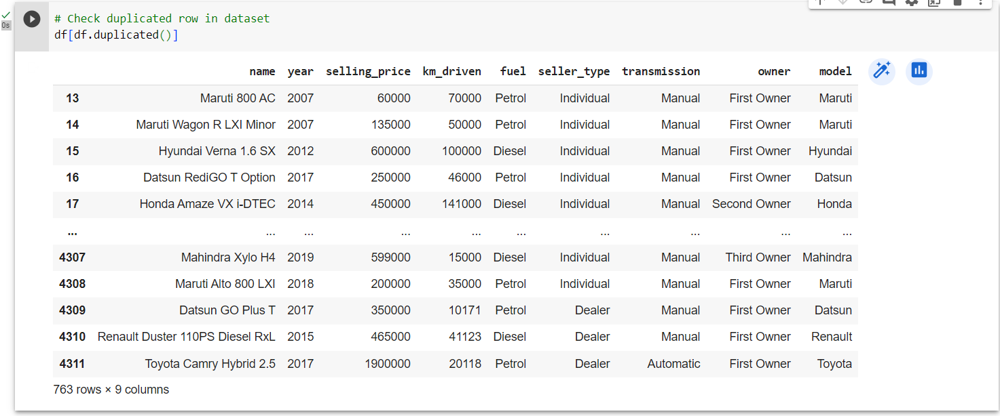 # Check duplicated row in dataset
0s
df[df.duplicated()]
name year selling_price km_driven fuel seller_type transmission owner model
13 Maruti 800 AC 2007 60000 70000 Petrol Individual Manual First Owner Maruti
14 Maruti Wagon R LXI Minor 2007 135000 50000 Petrol Individual Manual First Owner Maruti
15 Hyundai Verna 1.6 SX 2012 600000 100000 Diesel Individual Manual First Owner Hyundai
16 Datsun RediGO T Option 2017 250000 46000 Petrol Individual Manual First Owner Datsun
17 Honda Amaze VX i-DTEC 2014 450000 141000 Diesel Individual Manual Second Owner Honda
... ... ... ... ... ... ... ... ... ...
4307 Mahindra Xylo H4 2019 599000 15000 Diesel Individual Manual Third Owner Mahindra
4308 Maruti Alto 800 LXI 2018 200000 35000 Petrol Individual Manual First Owner Maruti
4309 Datsun GO Plus T 2017 350000 10171 Petrol Dealer Manual First Owner Datsun
4310 Renault Duster 110PS Diesel RxL 2015 465000 41123 Diesel Dealer Manual First Owner Renault
4311 Toyota Camry Hybrid 2.5 2017 1900000 20118 Petrol Dealer Automatic First Owner Toyota
763 rows × 9 columns